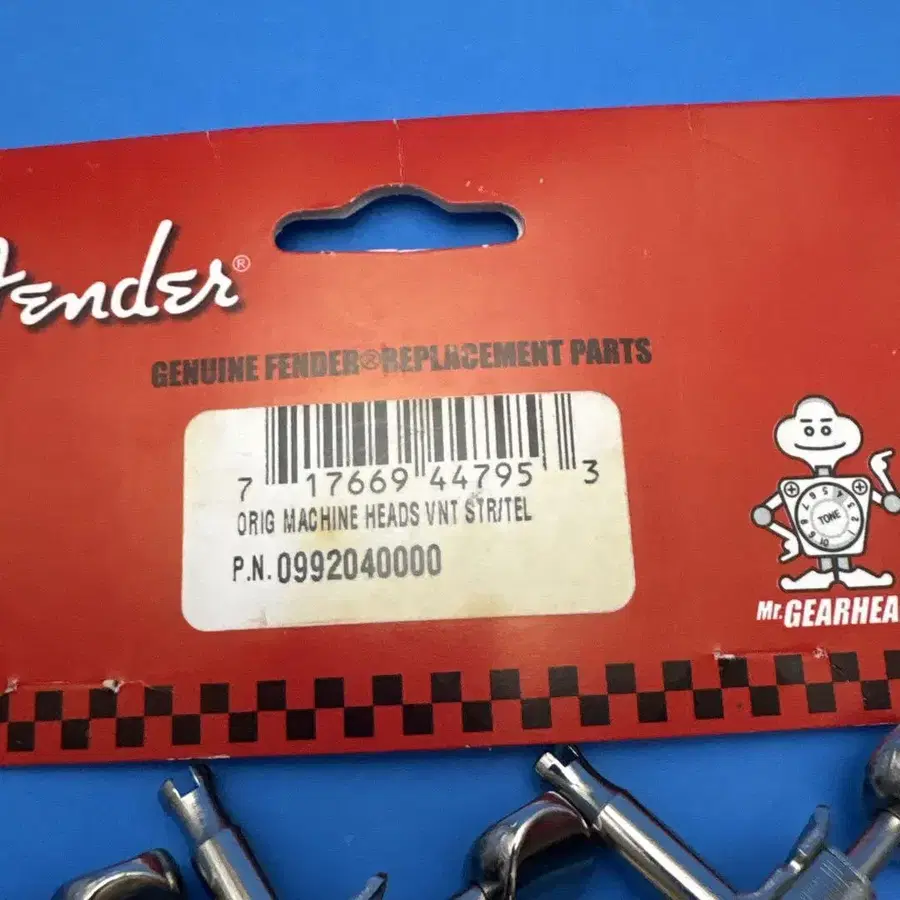 Fender®
GENUINE FENDER® REPLACEMENT PARTS
7 17669 44795 3
ORIG MACHINE HEADS VNT STR/TEL
P.N. 0992040000
TONE
Mr. GEARHEA